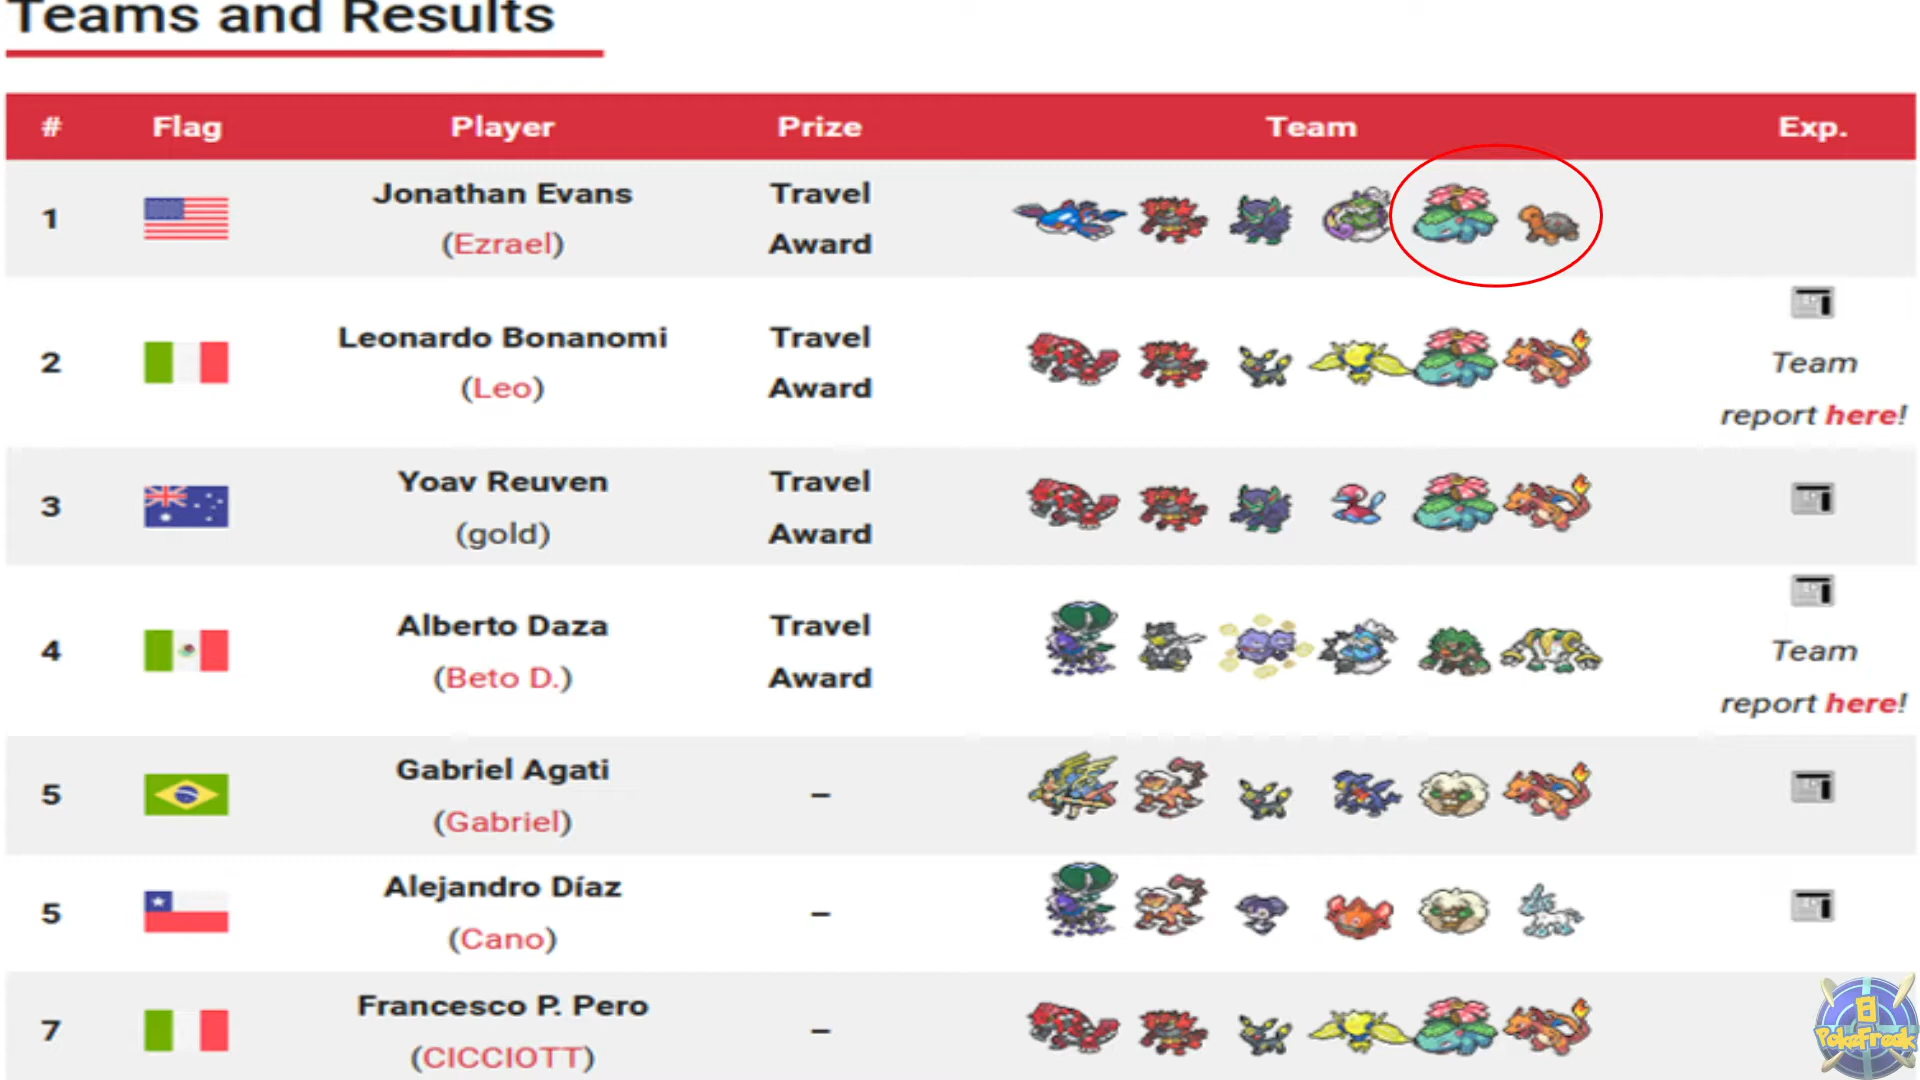 Teams and Results
# Flag Player Prize Team Exp.
1 Jonathan Evans (Ezrael) Travel Award
2 Leonardo Bonanomi (Leo) Travel Award Team report here!
3 Yoav Reuven (gold) Travel Award
4 Alberto Daza (Beto D.) Travel Award Team report here!
5 Gabriel Agati (Gabriel) –
5 Alejandro Díaz (Cano) –
7 Francesco P. Pero (CICCIOTT) –
PokeFreak